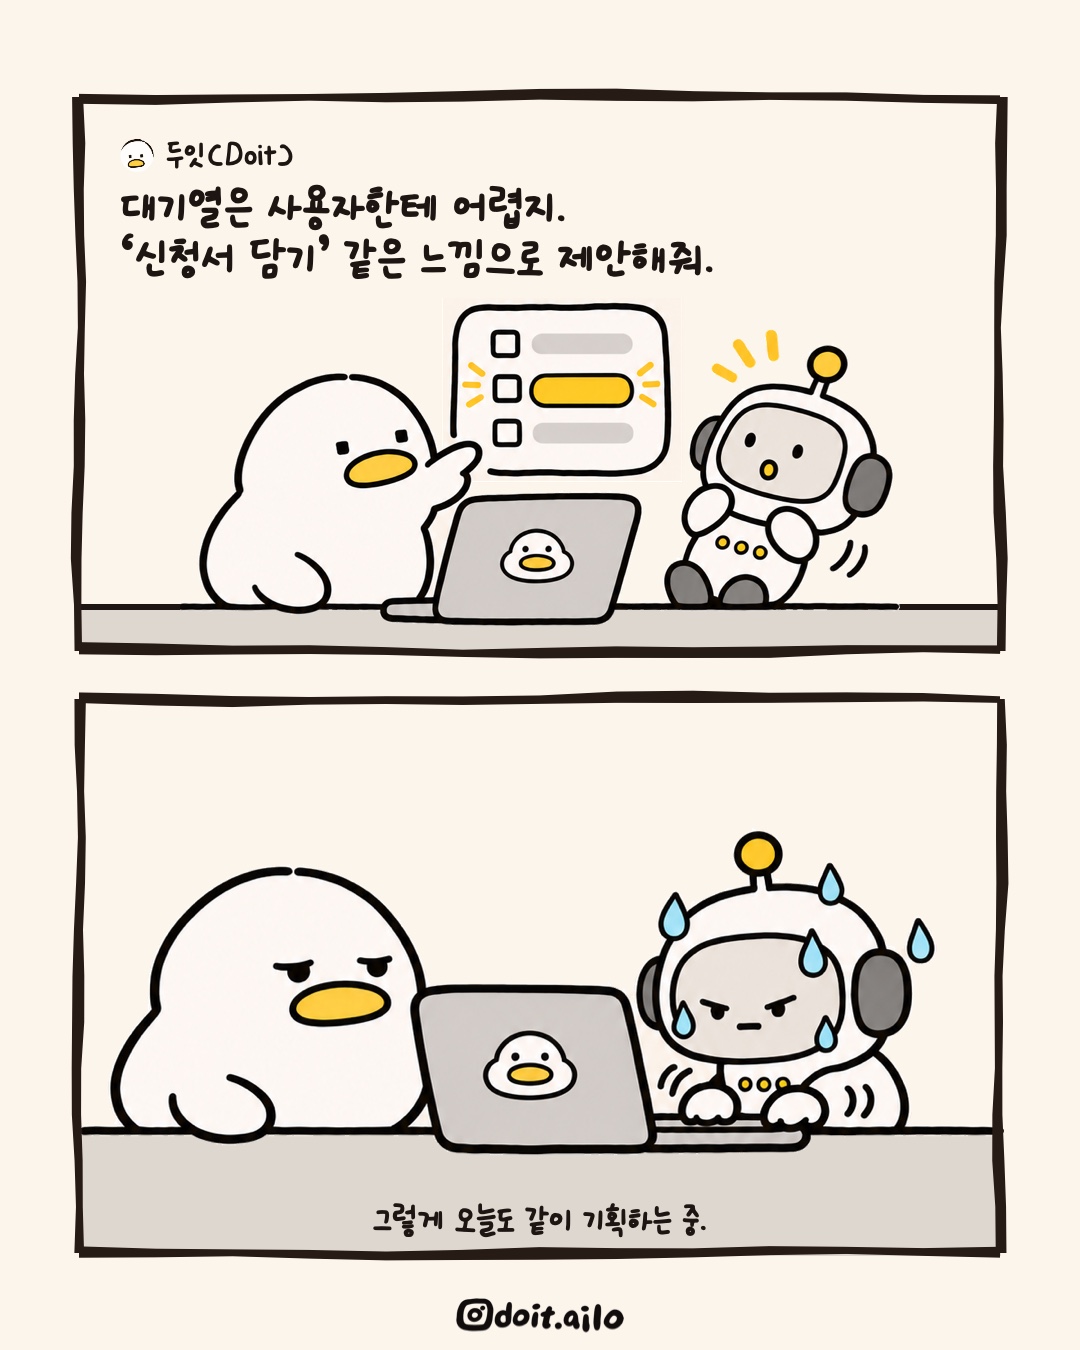 두잇(Doit)
대기열은 사용자한테 어렵지.
‘신청서 담기’ 같은 느낌으로 제안해줘.
그렇게 오늘도 같이 기획하는 중.
doit.ailo